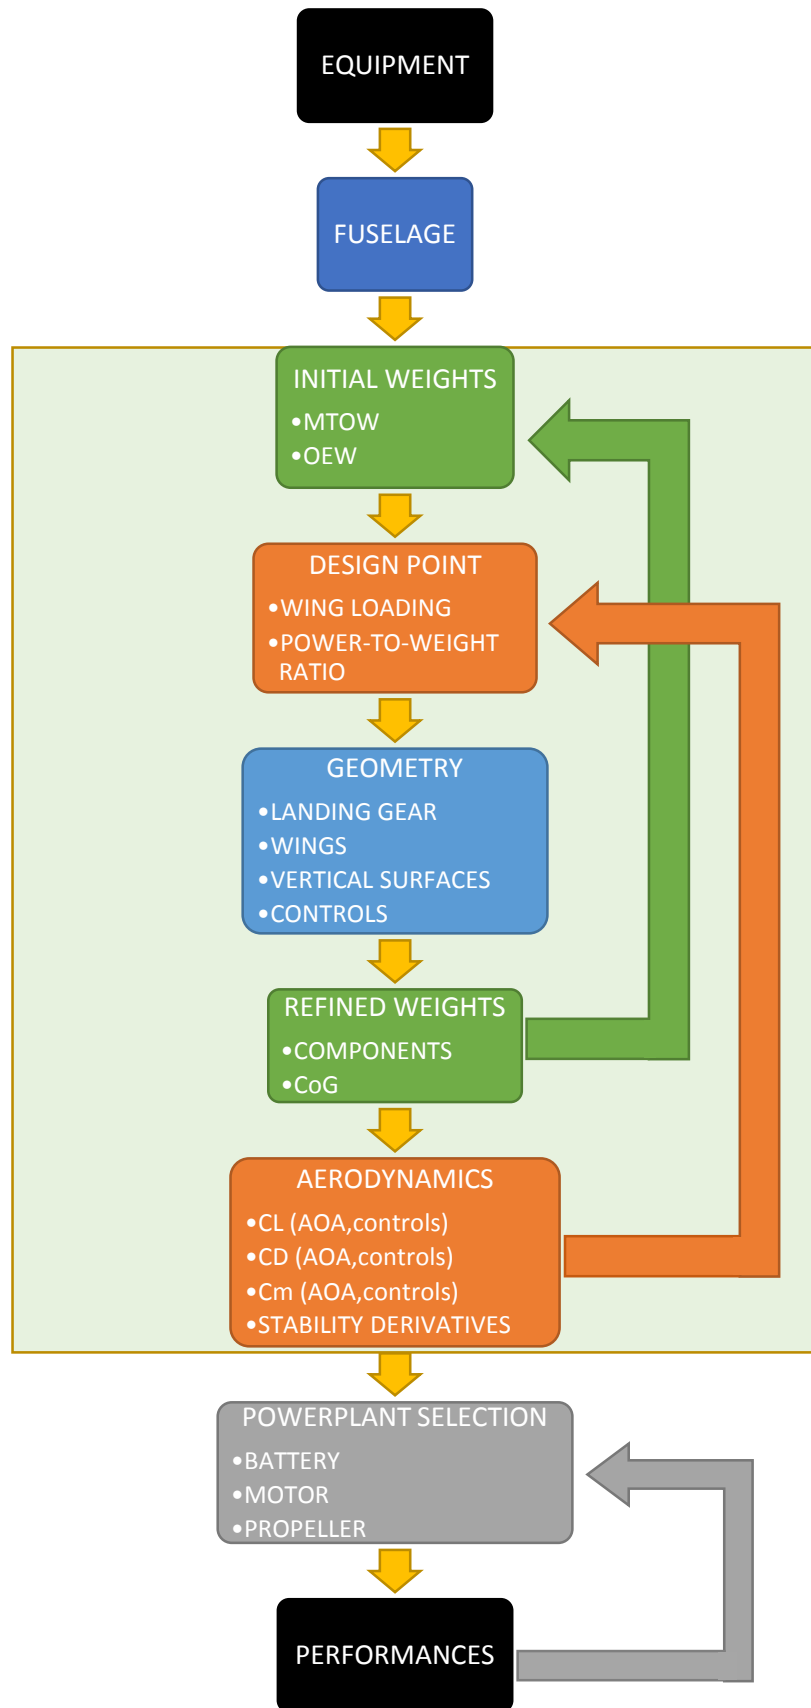 EQUIPMENT
FUSELAGE
INITIAL WEIGHTS
•MTOW
•OEW
DESIGN POINT
•WING LOADING
•POWER-TO-WEIGHT
RATIO
GEOMETRY
•LANDING GEAR
•WINGS
•VERTICAL SURFACES
•CONTROLS
REFINED WEIGHTS
•COMPONENTS
•CoG
AERODYNAMICS
•CL (AOA,controls)
•CD (AOA,controls)
•Cm (AOA,controls)
•STABILITY DERIVATIVES
POWERPLANT SELECTION
•BATTERY
•MOTOR
•PROPELLER
PERFORMANCES